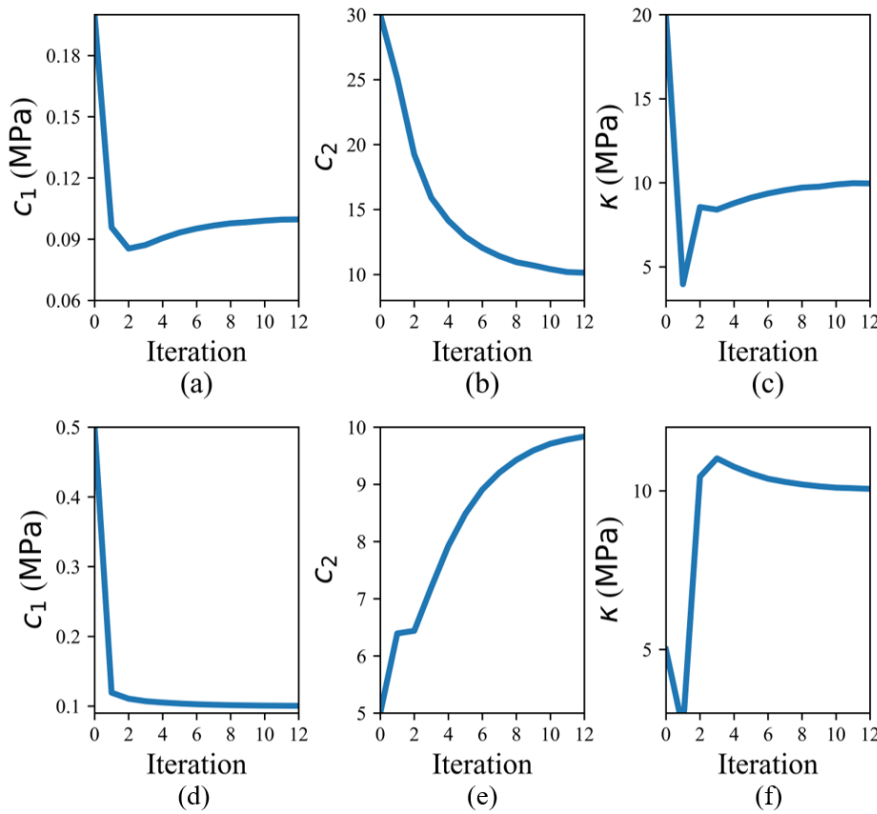 c1 (MPa)
0.18
0.15
0.12
0.09
0.06
0 2 4 6 8 10 12
Iteration
(a)
c2
30
25
20
15
10
0 2 4 6 8 10 12
Iteration
(b)
κ (MPa)
20
15
10
5
0 2 4 6 8 10 12
Iteration
(c)
c1 (MPa)
0.5
0.4
0.3
0.2
0.1
0 2 4 6 8 10 12
Iteration
(d)
c2
10
9
8
7
6
5
0 2 4 6 8 10 12
Iteration
(e)
κ (MPa)
10
5
0 2 4 6 8 10 12
Iteration
(f)